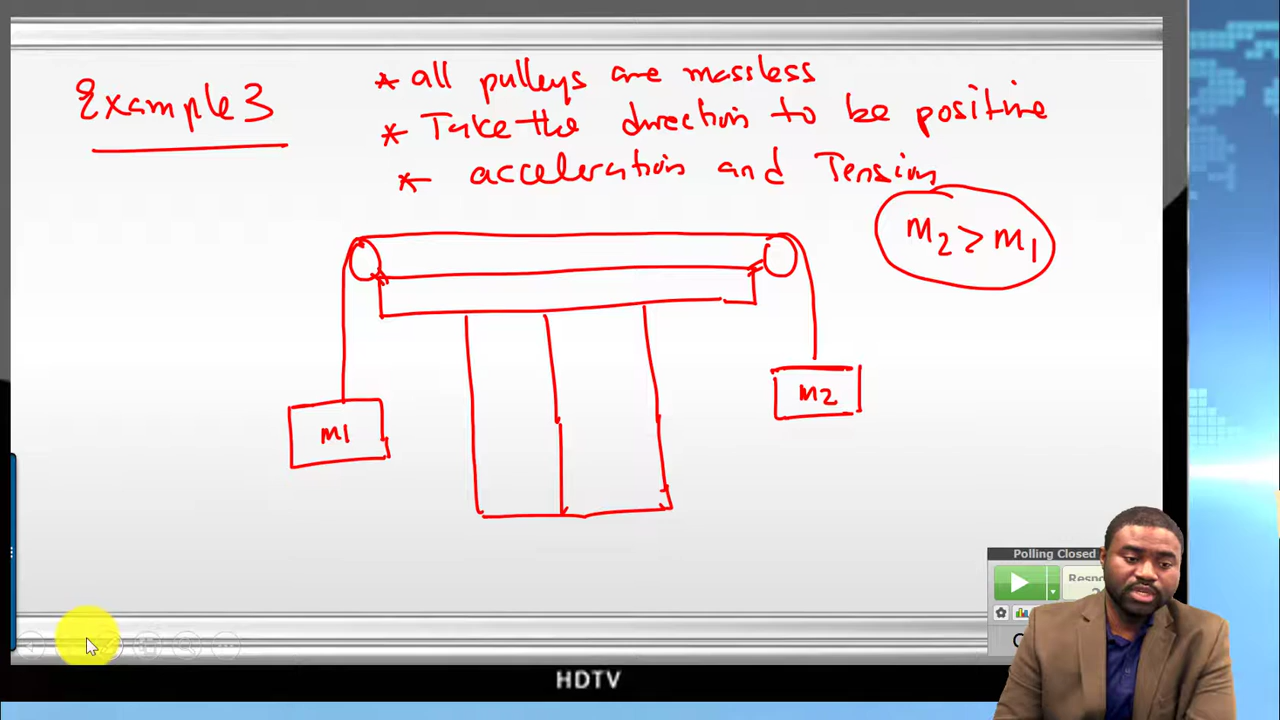 Example 3
* all pulleys are massless
* Take the direction to be positive
* acceleration and Tension
m2 > m1
m1
m2
Polling Closed
HDTV